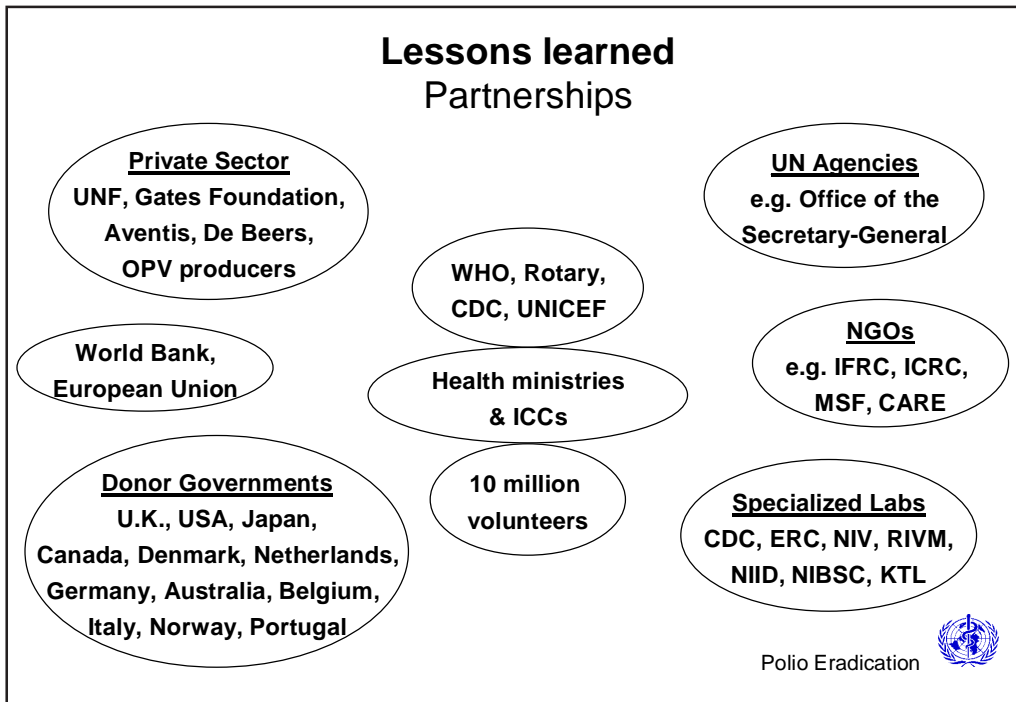 Lessons learned
Partnerships
Private Sector
UNF, Gates Foundation,
Aventis, De Beers,
OPV producers
UN Agencies
e.g. Office of the
Secretary-General
WHO, Rotary,
CDC, UNICEF
World Bank,
European Union
Health ministries
& ICCs
NGOs
e.g. IFRC, ICRC,
MSF, CARE
Donor Governments
U.K., USA, Japan,
Canada, Denmark, Netherlands,
Germany, Australia, Belgium,
Italy, Norway, Portugal
10 million
volunteers
Specialized Labs
CDC, ERC, NIV, RIVM,
NIID, NIBSC, KTL
Polio Eradication